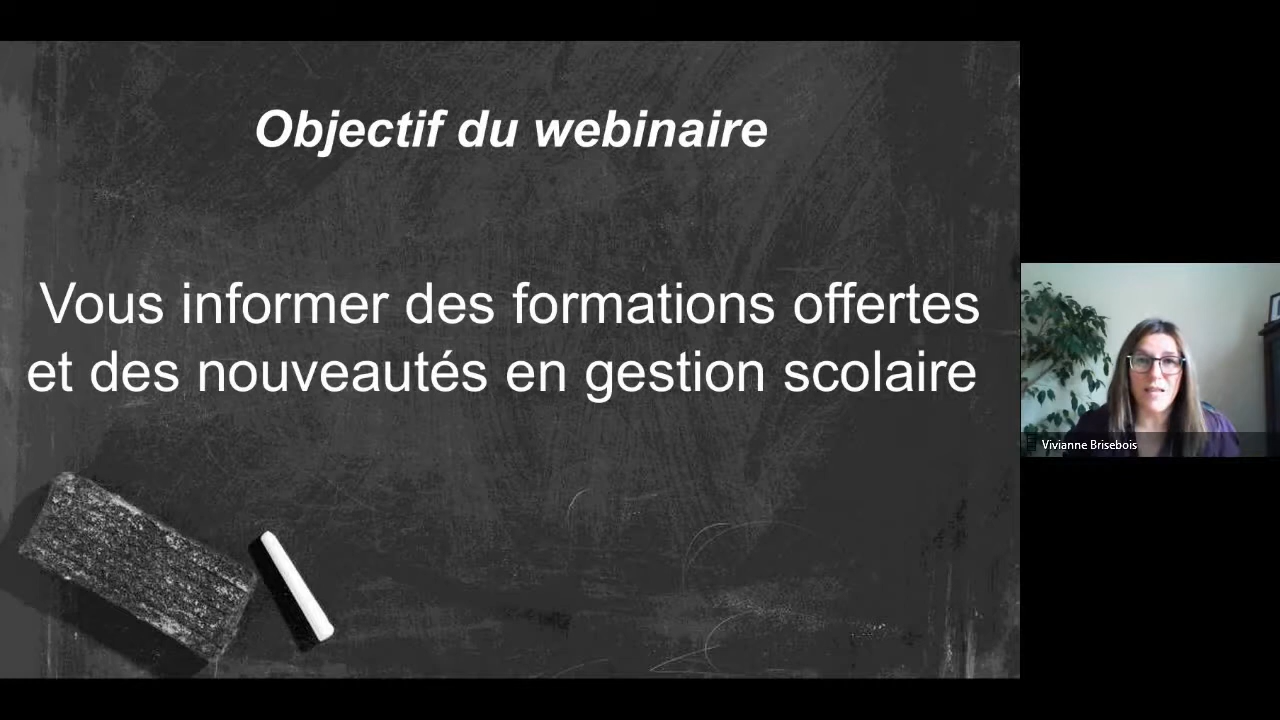 Objectif du webinaire
Vous informer des formations offertes
et des nouveautés en gestion scolaire
Vivianne Brisebois